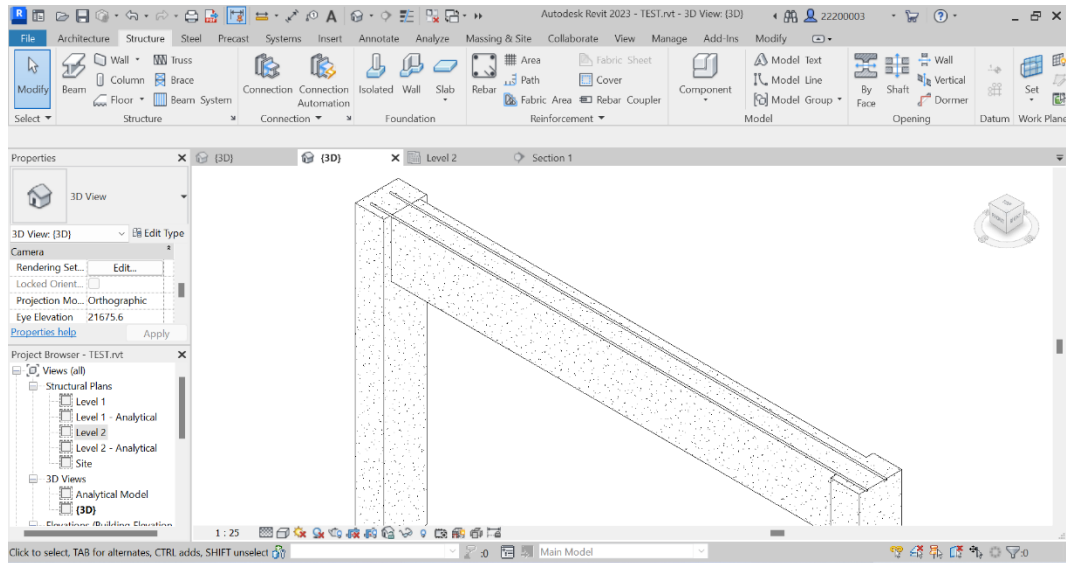 Autodesk Revit 2023 - TEST.rvt - 3D View: {3D} 22200003
File Architecture Structure Steel Precast Systems Insert Annotate Analyze Massing & Site Collaborate View Manage Add-Ins Modify
Modify Beam Wall Truss Column Brace Floor Beam System Connection Connection Automation Isolated Wall Slab Rebar Area Path Fabric Area Fabric Sheet Cover Rebar Coupler Component Model Text Model Line Model Group By Face Shaft Wall Vertical Dormer Set
Select Structure Connection Foundation Reinforcement Model Opening Datum Work Plane
Properties {3D} {3D} Level 2 Section 1
3D View
3D View: {3D} Edit Type
Camera
Rendering Set... Edit...
Locked Orient...
Projection Mo... Orthographic
Eye Elevation 21675.6
Properties help Apply
Project Browser - TEST.rvt
Views (all)
Structural Plans
Level 1
Level 1 - Analytical
Level 2
Level 2 - Analytical
Site
3D Views
Analytical Model
{3D}
Elevations (Building Elevation
1 : 25
Click to select, TAB for alternates, CTRL adds, SHIFT unselect :0 Main Model :0